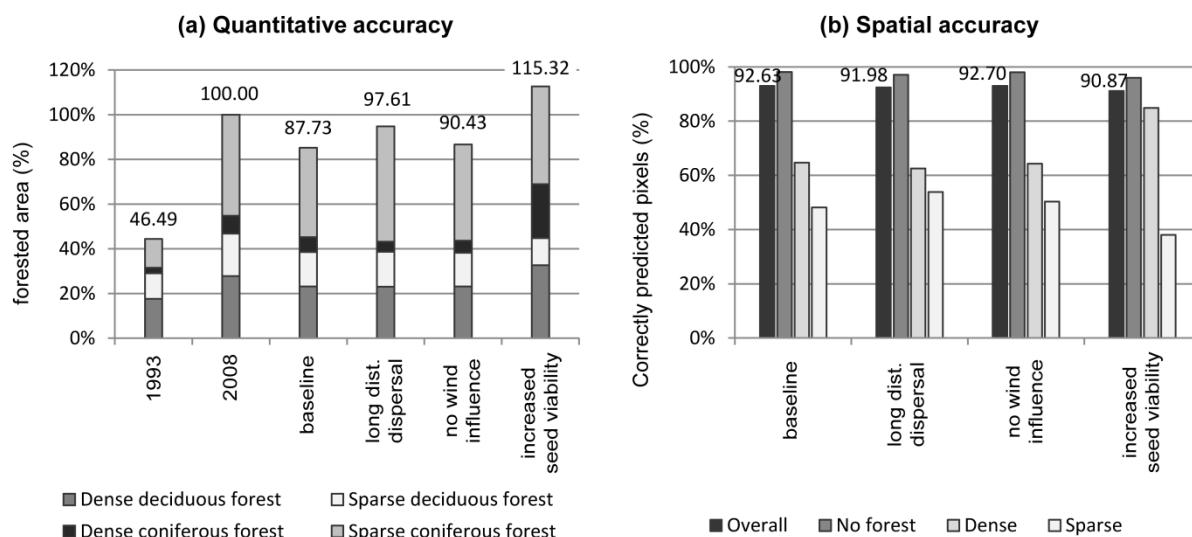 (a) Quantitative accuracy
forested area (%)
120%
100%
80%
60%
40%
20%
0%
46.49
100.00
87.73
97.61
90.43
115.32
1993
2008
baseline
long dist.
dispersal
no wind
influence
increased
seed viability
Dense deciduous forest
Sparse deciduous forest
Dense coniferous forest
Sparse coniferous forest
(b) Spatial accuracy
Correctly predicted pixels (%)
100%
80%
60%
40%
20%
0%
92.63
91.98
92.70
90.87
baseline
long dist.
dispersal
no wind
influence
increased
seed viability
Overall
No forest
Dense
Sparse